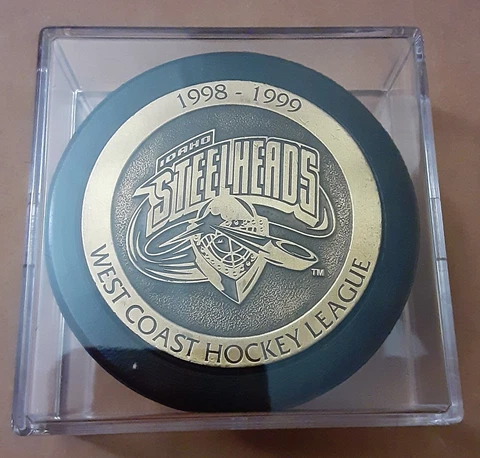 1998 - 1999
IDAHO
STEELHEADS
TM
WEST COAST HOCKEY LEAGUE